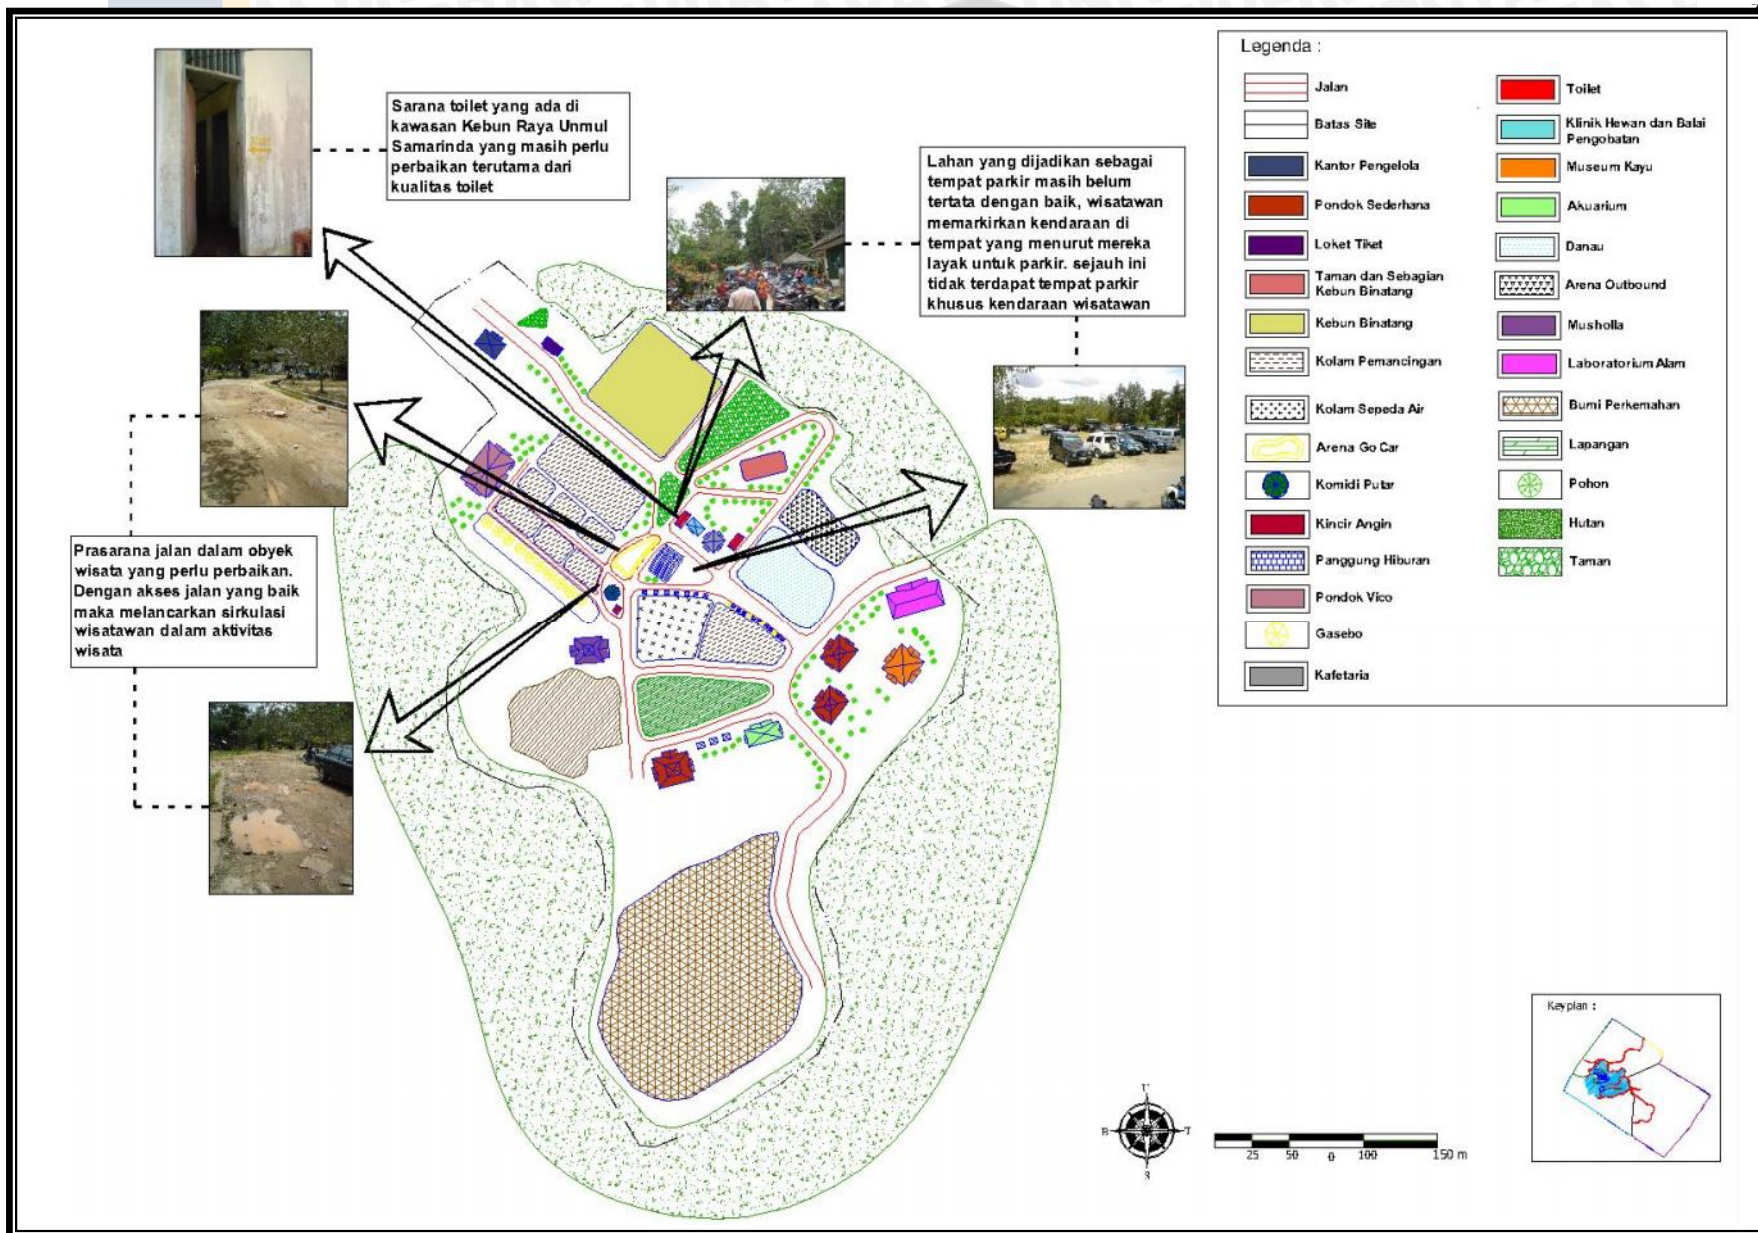 Sarana toilet yang ada di
kawasan Kebun Raya Unmul
Samarinda yang masih perlu
perbaikan terutama dari
kualitas toilet
Lahan yang dijadikan sebagai
tempat parkir masih belum
tertata dengan baik, wisatawan
memarkirkan kendaraan di
tempat yang menurut mereka
layak untuk parkir. sejauh ini
tidak terdapat tempat parkir
khusus kendaraan wisatawan
Prasarana jalan dalam obyek
wisata yang perlu perbaikan.
Dengan akses jalan yang baik
maka melancarkan sirkulasi
wisatawan dalam aktivitas
wisata
Legenda :
Jalan
Batas Site
Kantor Pengelola
Pondok Sederhana
Loket Tiket
Taman dan Sebagian
Kebun Binatang
Kebun Binatang
Kolam Pemancingan
Kolam Sepeda Air
Arena Go Car
Komidi Putar
Kincir Angin
Panggung Hiburan
Pondok Vico
Gasebo
Kafetaria
Toilet
Klinik Hewan dan Balai
Pengobatan
Museum Kayu
Akuarium
Danau
Arena Outbound
Musholla
Laboratorium Alam
Bumi Perkemahan
Lapangan
Pohon
Hutan
Taman
Keyplan :
U
B T
S
25 50 0 100 150 m